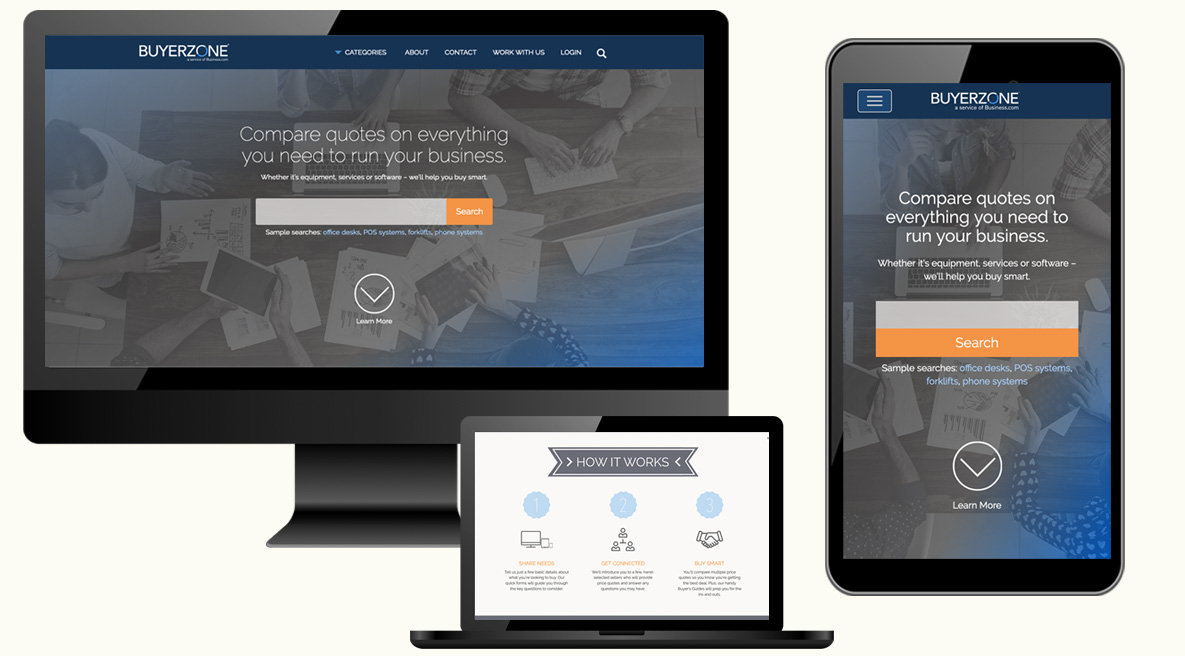 BUYERZONE
a service of Business.com
CATEGORIES ABOUT CONTACT WORK WITH US LOGIN
Compare quotes on everything
you need to run your business.
Whether it's equipment, services or software – we'll help you buy smart.
Search
Sample searches: office desks, POS systems, forklifts, phone systems
Learn More
HOW IT WORKS
1 2 3
SHARE NEEDS
Tell us just a few basic details about
what you're looking to buy. Our
quick forms will guide you through
the key questions to consider.
GET CONNECTED
We'll introduce you to a few, hand-
selected sellers who will provide
price quotes and answer any
questions you may have.
BUY SMART
You'll compare multiple price
quotes so you know you're getting
the best deal. Plus, our handy
Buyer's Guides will prep you for the
ins and outs.
BUYERZONE
a service of Business.com
Compare quotes on
everything you need to
run your business.
Whether it's equipment, services or software –
we'll help you buy smart.
Search
Sample searches: office desks, POS systems,
forklifts, phone systems
Learn More